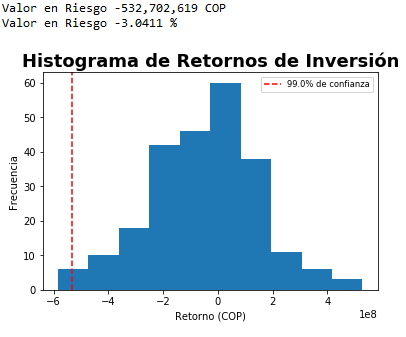 Valor en Riesgo -532,702,619 COP
Valor en Riesgo -3.0411 %
Histograma de Retornos de Inversión
99.0% de confianza
60
50
40
30
20
10
0
Frecuencia
−6 −4 −2 0 2 4
1e8
Retorno (COP)